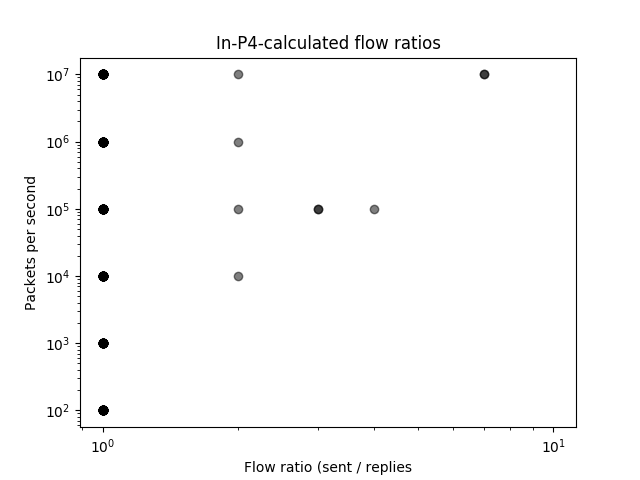 In-P4-calculated flow ratios
Packets per second
10⁷
10⁶
10⁵
10⁴
10³
10²
10⁰
10¹
Flow ratio (sent / replies